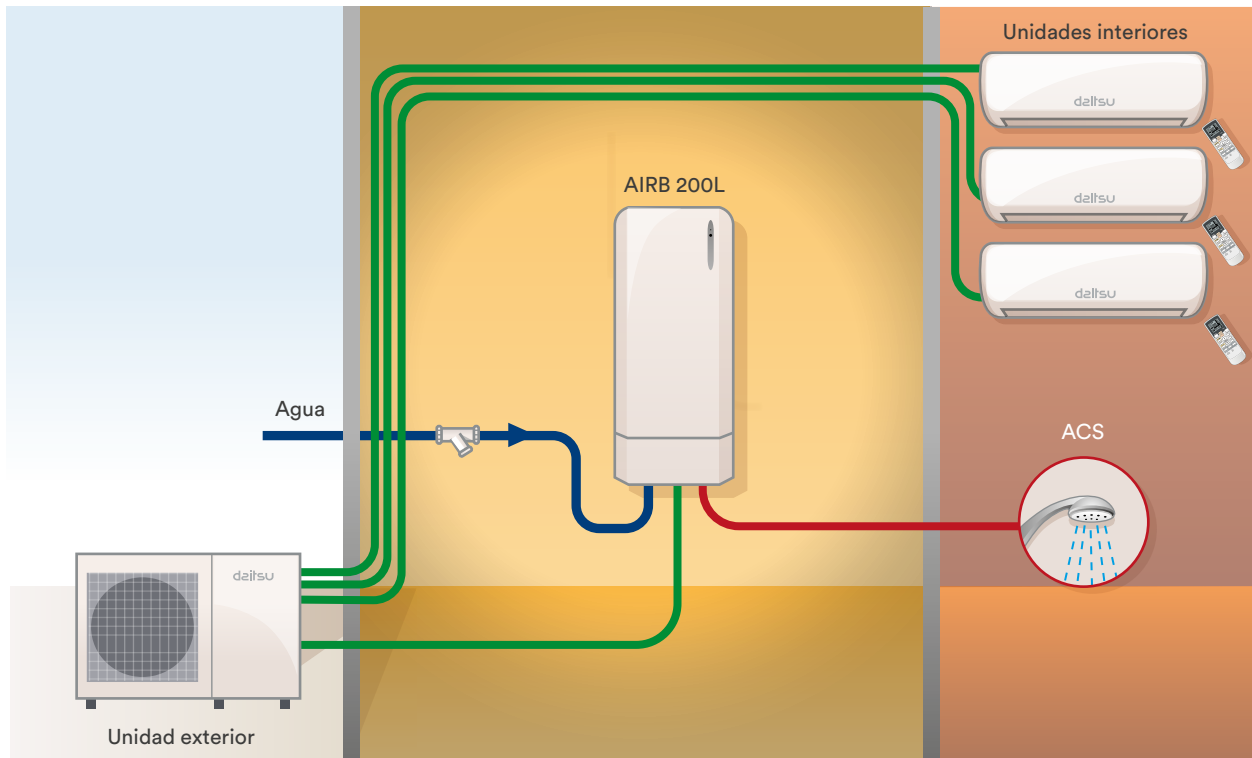 Unidades interiores
daitsu
daitsu
daitsu
AIRB 200L
Agua
ACS
daitsu
Unidad exterior